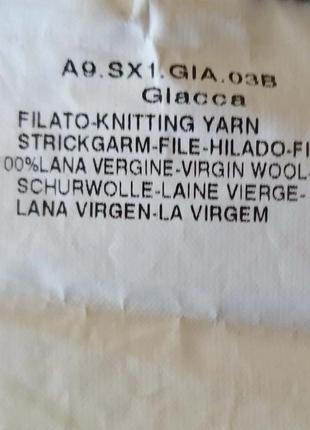 A9.SX1.GIA.03B
Giacca
FILATO-KNITTING YARN
STRICKGARM-FILE-HILADO-FI
100%LANA VERGINE-VIRGIN WOOL-
SCHURWOLLE-LAINE VIERGE-
LANA VIRGEN-LA VIRGEM